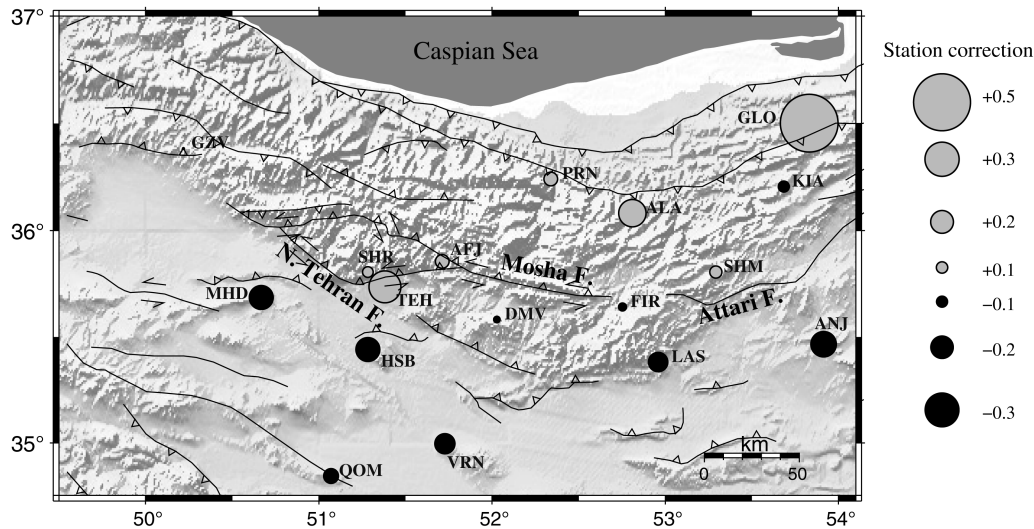 37°
36°
35°
Caspian Sea
Station correction
+0.5
+0.3
+0.2
+0.1
−0.1
−0.2
−0.3
GLO
GZV
PRN
KIA
ALA
SHR
AFJ
Mosha F.
SHM
N.-Tehran F.
MHD
TEH
FIR
Attari F.
DMV
ANJ
HSB
LAS
VRN
QOM
km
0 50
50° 51° 52° 53° 54°